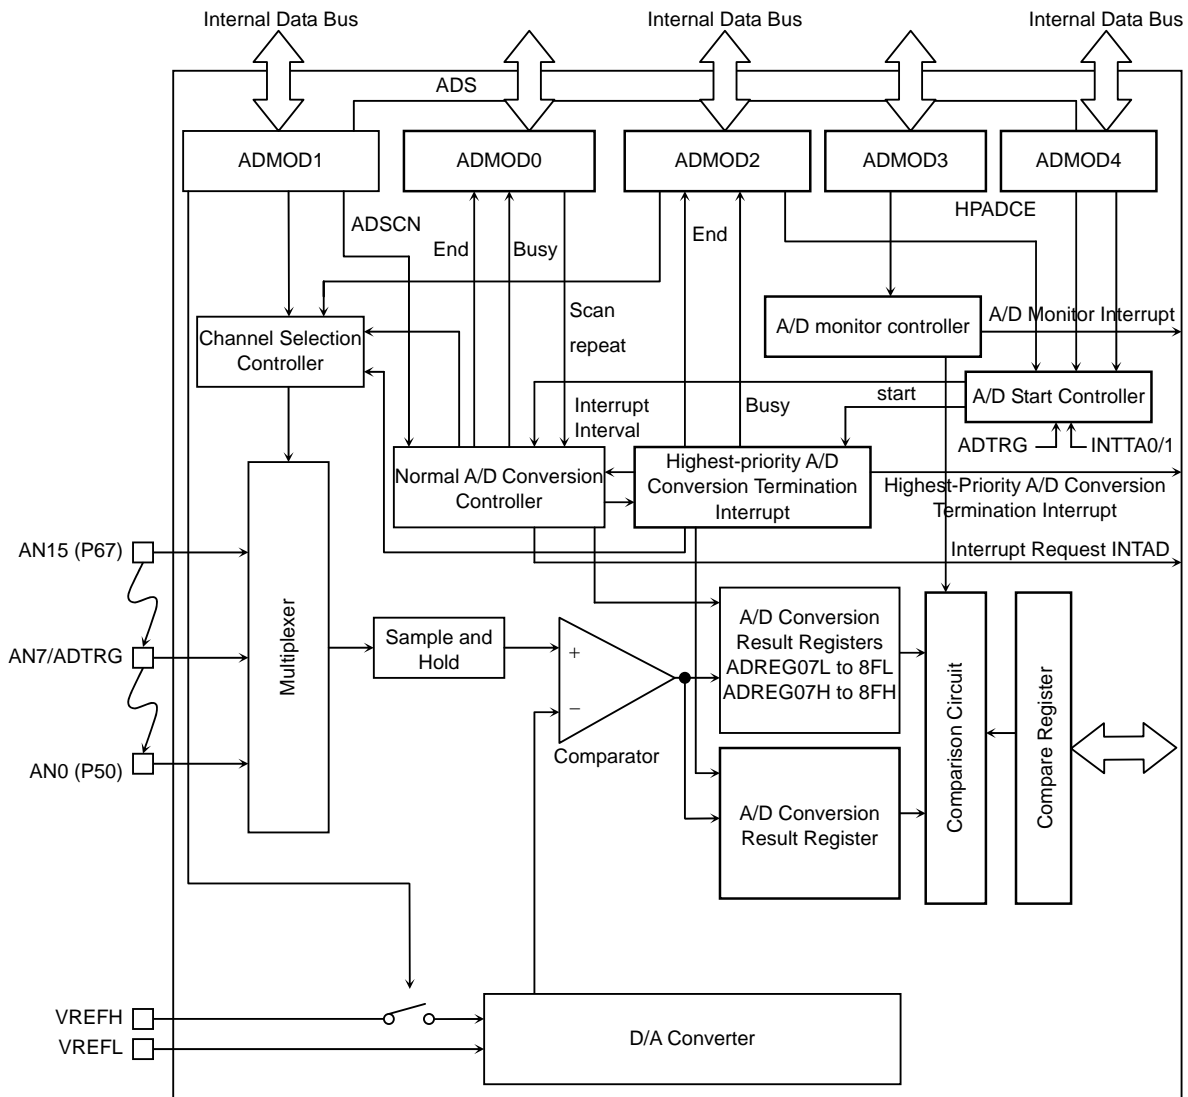 Internal Data Bus
Internal Data Bus
Internal Data Bus
ADS
ADMOD1
ADMOD0
ADMOD2
ADMOD3
ADMOD4
ADSCN
End
Busy
End
HPADCE
Scan
repeat
Channel Selection
Controller
A/D monitor controller
A/D Monitor Interrupt
Interrupt
Interval
Busy
start
A/D Start Controller
ADTRG
INTTA0/1
Normal A/D Conversion
Controller
Highest-priority A/D
Conversion Termination
Interrupt
Highest-Priority A/D Conversion
Termination Interrupt
Interrupt Request INTAD
AN15 (P67)
AN7/ADTRG
AN0 (P50)
Multiplexer
Sample and
Hold
+
−
Comparator
A/D Conversion
Result Registers
ADREG07L to 8FL
ADREG07H to 8FH
A/D Conversion
Result Register
Comparison Circuit
Compare Register
VREFH
VREFL
D/A Converter